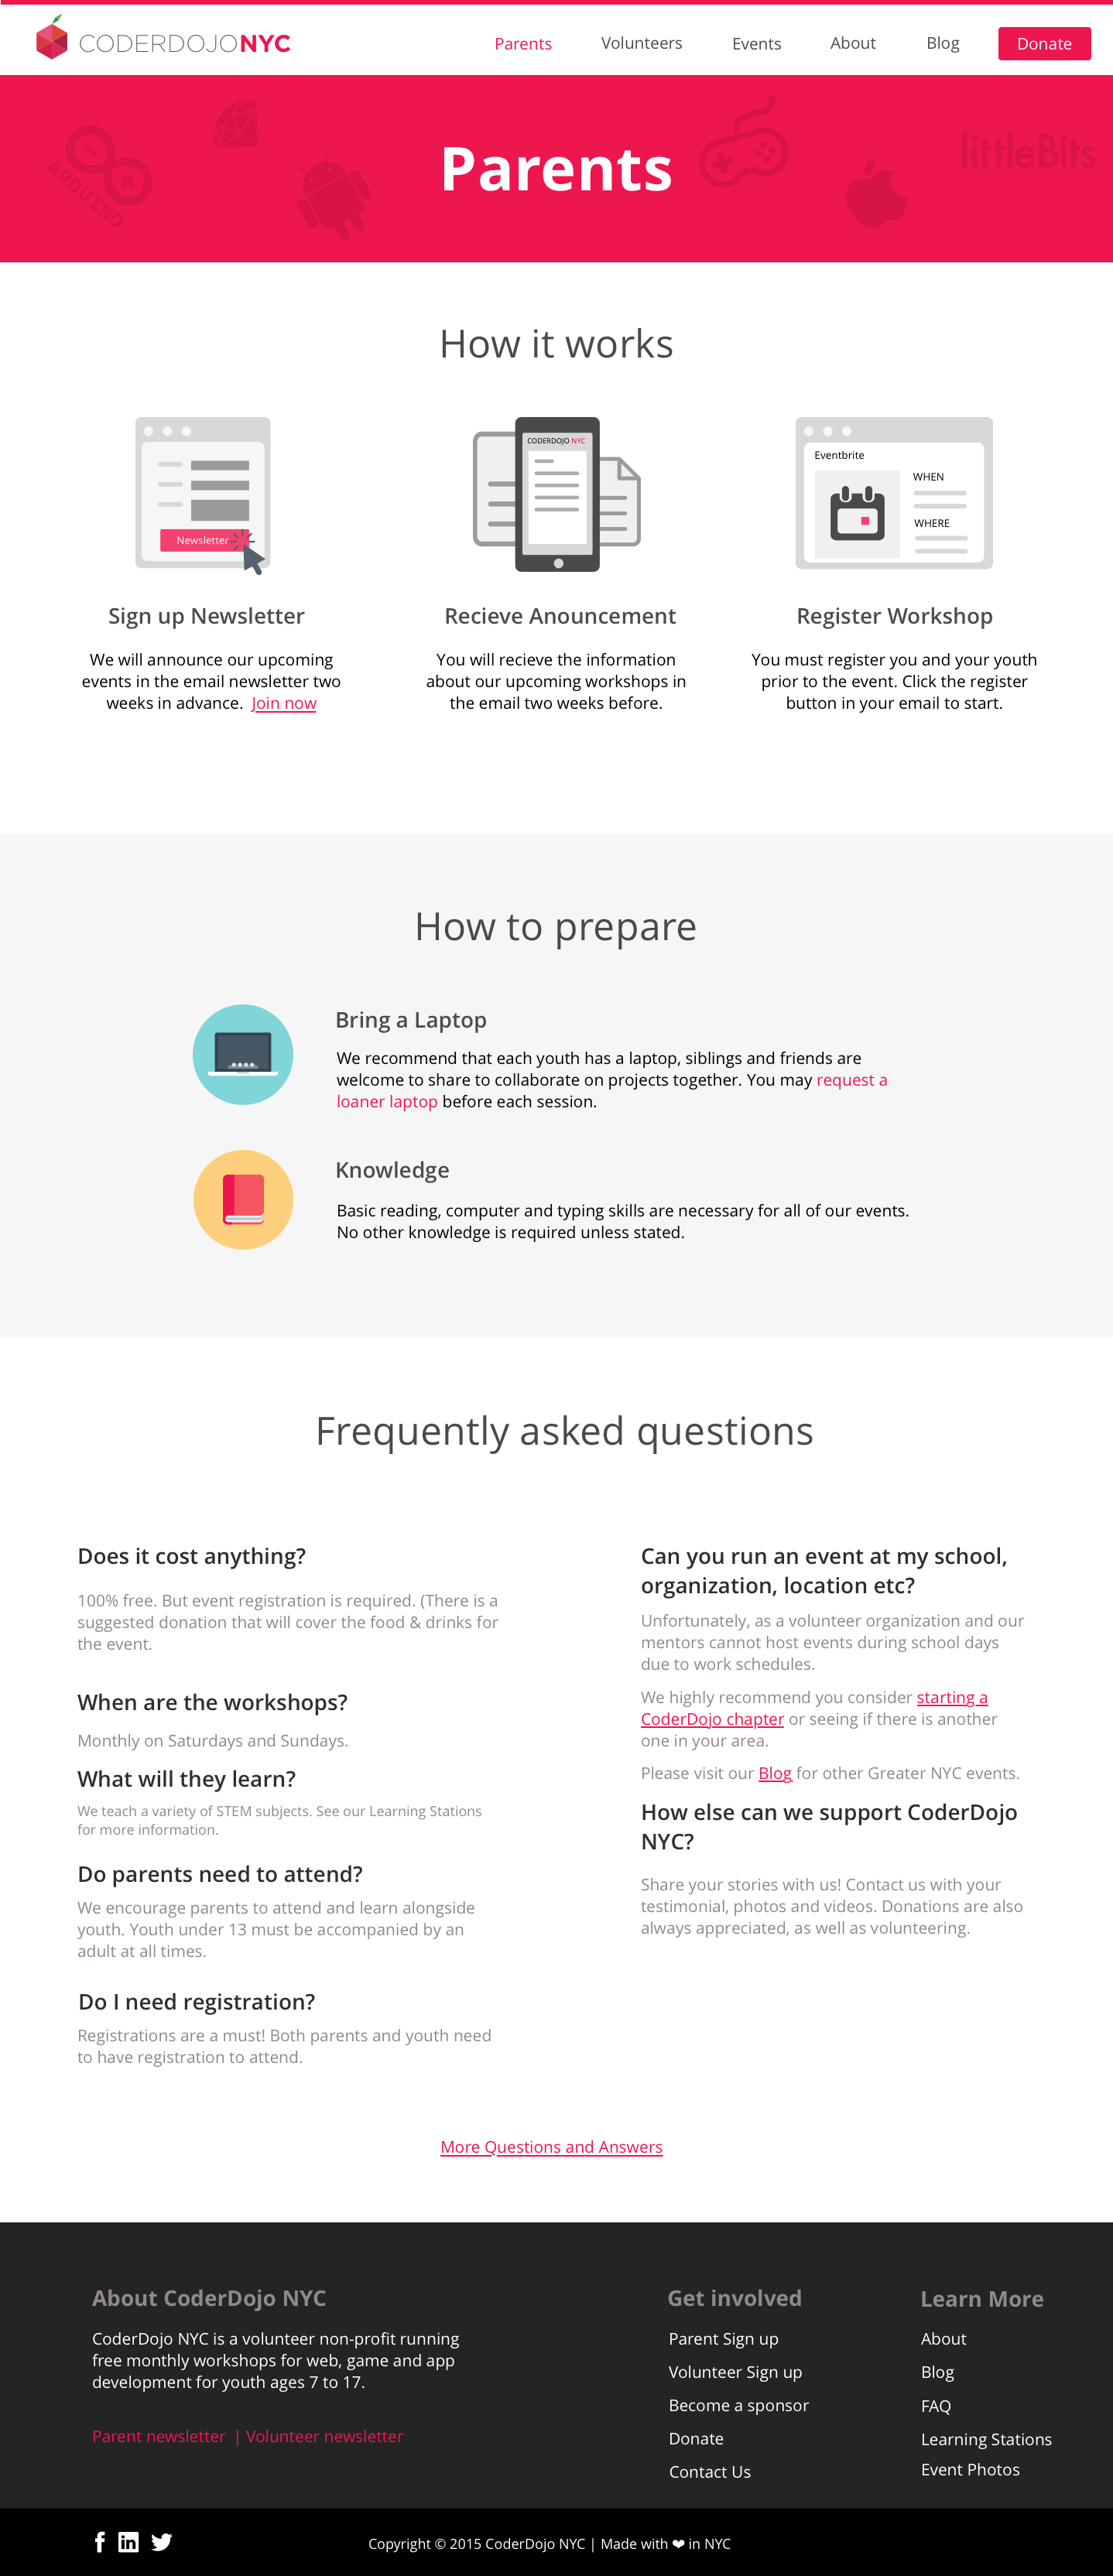 CODERDOJONYC
Parents Volunteers Events About Blog Donate
ARDUINO
Parents
littleBits
How it works
Newsletter
CODERDOJO NYC
Eventbrite
WHEN
WHERE
Sign up Newsletter
We will announce our upcoming
events in the email newsletter two
weeks in advance. Join now
Recieve Anouncement
You will recieve the information
about our upcoming workshops in
the email two weeks before.
Register Workshop
You must register you and your youth
prior to the event. Click the register
button in your email to start.
How to prepare
Bring a Laptop
We recommend that each youth has a laptop, siblings and friends are
welcome to share to collaborate on projects together. You may request a
loaner laptop before each session.
Knowledge
Basic reading, computer and typing skills are necessary for all of our events.
No other knowledge is required unless stated.
Frequently asked questions
Does it cost anything?
100% free. But event registration is required. (There is a
suggested donation that will cover the food & drinks for
the event.
When are the workshops?
Monthly on Saturdays and Sundays.
What will they learn?
We teach a variety of STEM subjects. See our Learning Stations
for more information.
Do parents need to attend?
We encourage parents to attend and learn alongside
youth. Youth under 13 must be accompanied by an
adult at all times.
Do I need registration?
Registrations are a must! Both parents and youth need
to have registration to attend.
Can you run an event at my school,
organization, location etc?
Unfortunately, as a volunteer organization and our
mentors cannot host events during school days
due to work schedules.
We highly recommend you consider starting a
CoderDojo chapter or seeing if there is another
one in your area.
Please visit our Blog for other Greater NYC events.
How else can we support CoderDojo
NYC?
Share your stories with us! Contact us with your
testimonial, photos and videos. Donations are also
always appreciated, as well as volunteering.
More Questions and Answers
About CoderDojo NYC
CoderDojo NYC is a volunteer non-profit running
free monthly workshops for web, game and app
development for youth ages 7 to 17.
Parent newsletter | Volunteer newsletter
Get involved
Parent Sign up
Volunteer Sign up
Become a sponsor
Donate
Contact Us
Learn More
About
Blog
FAQ
Learning Stations
Event Photos
Copyright © 2015 CoderDojo NYC | Made with ❤ in NYC